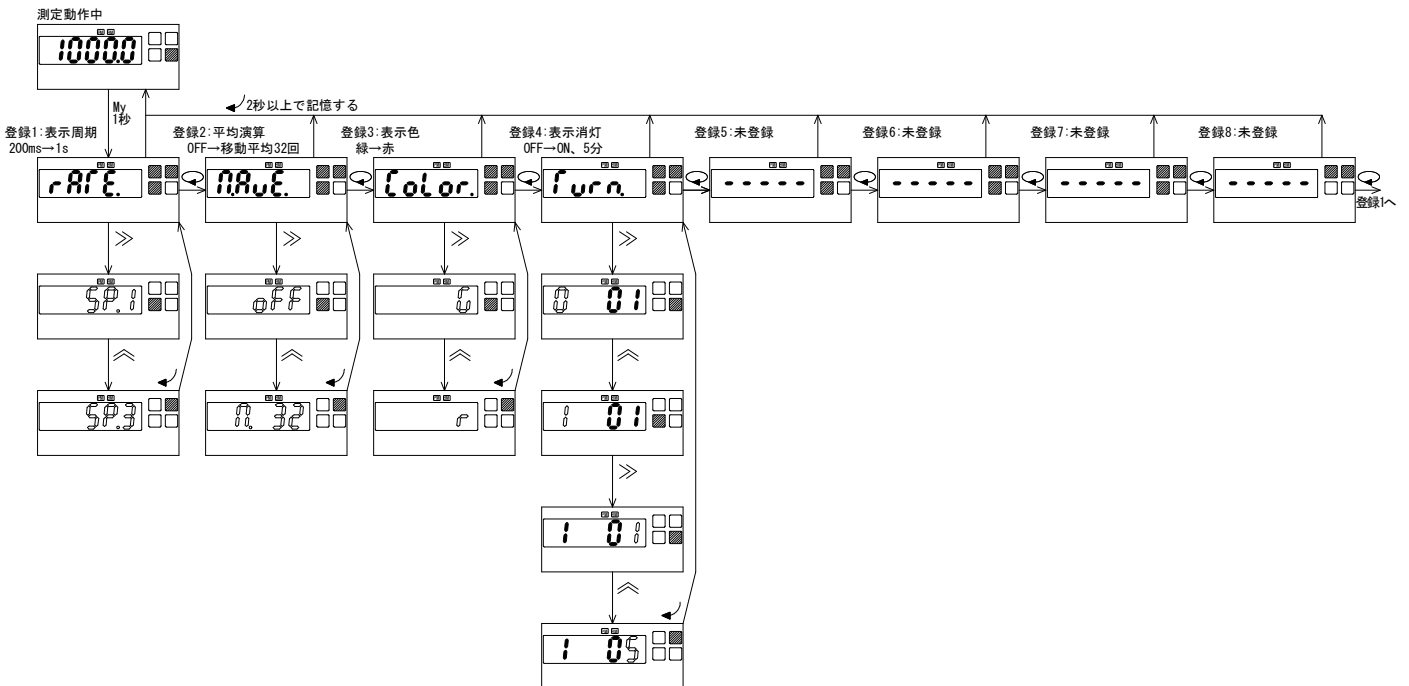 測定動作中
1000.0
My
1秒
2秒以上で記憶する
登録1:表示周期
200ms→1s
登録2:平均演算
OFF→移動平均32回
登録3:表示色
緑→赤
登録4:表示消灯
OFF→ON、5分
登録5:未登録
登録6:未登録
登録7:未登録
登録8:未登録
rATE.
M.AvE.
CoLor.
Turn.
-----
-----
-----
-----
登録1へ
SP.1
oFF
G
0 01
SP.3
M. 32
r
1 01
1 01
1 05